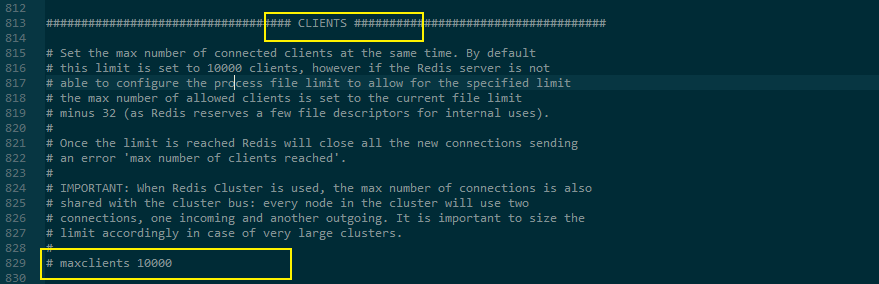 812
813 ################################### CLIENTS ####################################
814
815 # Set the max number of connected clients at the same time. By default
816 # this limit is set to 10000 clients, however if the Redis server is not
817 # able to configure the process file limit to allow for the specified limit
818 # the max number of allowed clients is set to the current file limit
819 # minus 32 (as Redis reserves a few file descriptors for internal uses).
820 #
821 # Once the limit is reached Redis will close all the new connections sending
822 # an error 'max number of clients reached'.
823 #
824 # IMPORTANT: When Redis Cluster is used, the max number of connections is also
825 # shared with the cluster bus: every node in the cluster will use two
826 # connections, one incoming and another outgoing. It is important to size the
827 # limit accordingly in case of very large clusters.
828 #
829 # maxclients 10000
830